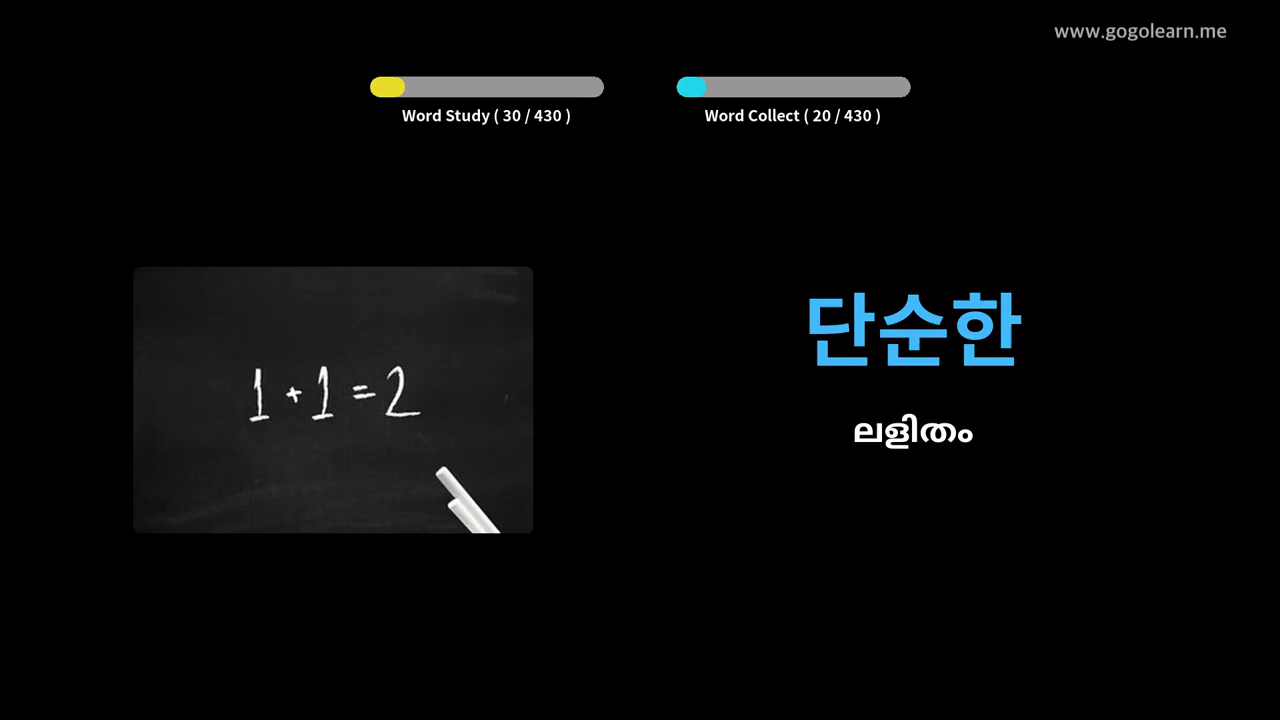 www.gogolearn.me
Word Study ( 30 / 430 )
Word Collect ( 20 / 430 )
1 + 1 = 2
단순한
ലളിതം